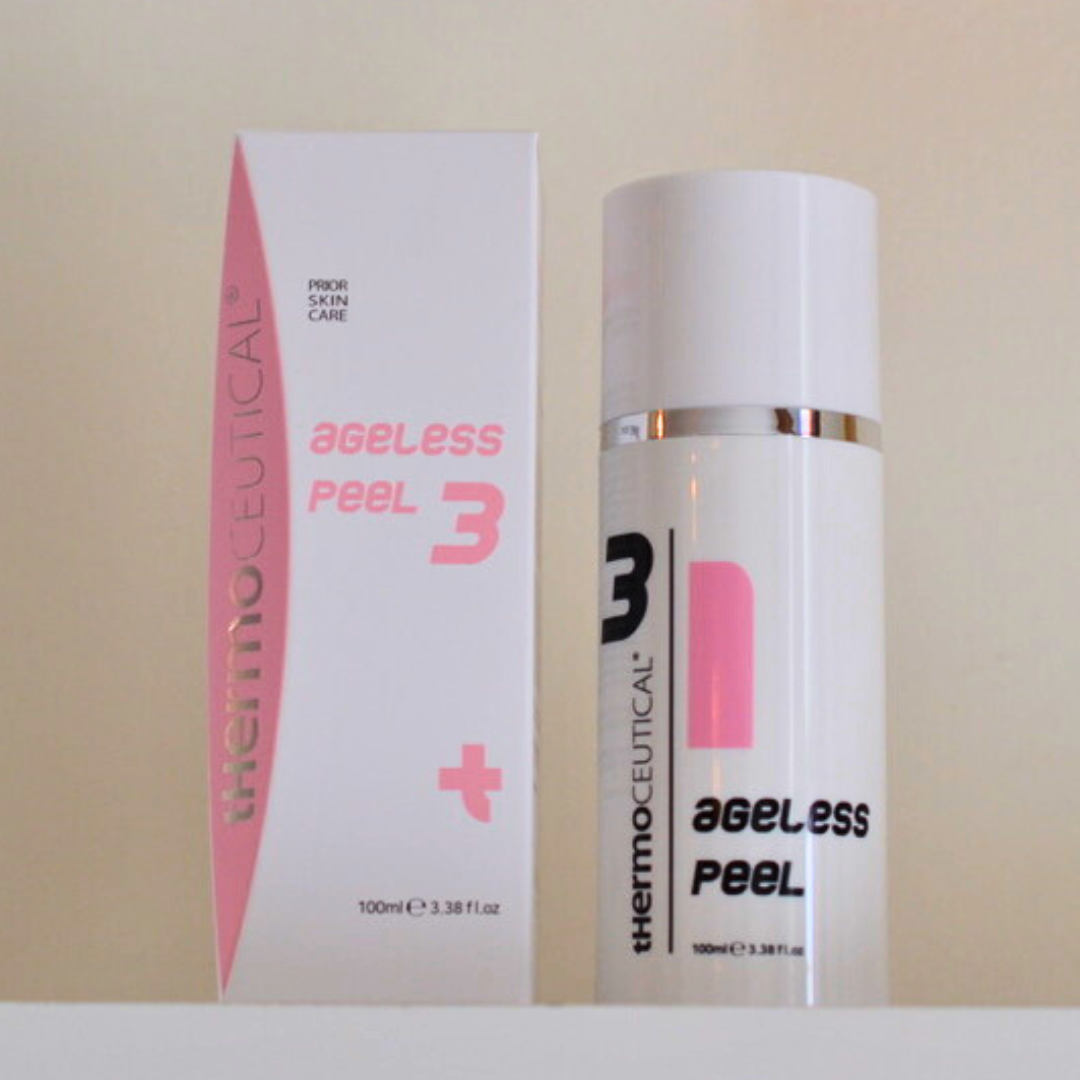 tHermoCEUTICAL®
PRIOR
SKIN
CARE
aGeLess
PeeL 3
100ml ℮ 3.38 fl.oz
3
tHermoCEUTICAL®
aGeLess
PeeL
100ml ℮ 3.38 fl.oz